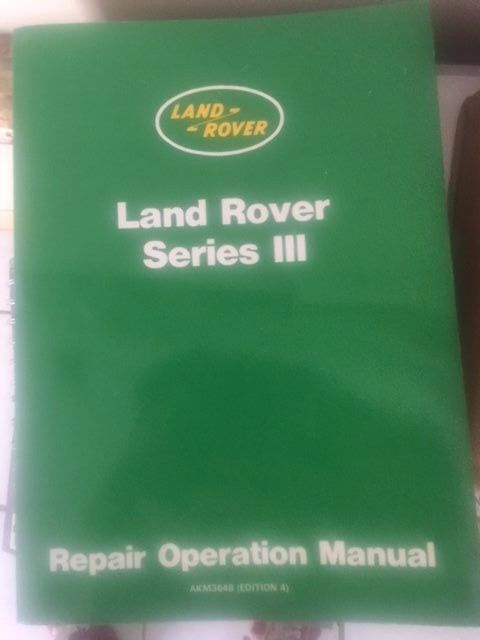 LAND
ROVER
Land Rover
Series III
Repair Operation Manual
AKM3648 (EDITION 4)